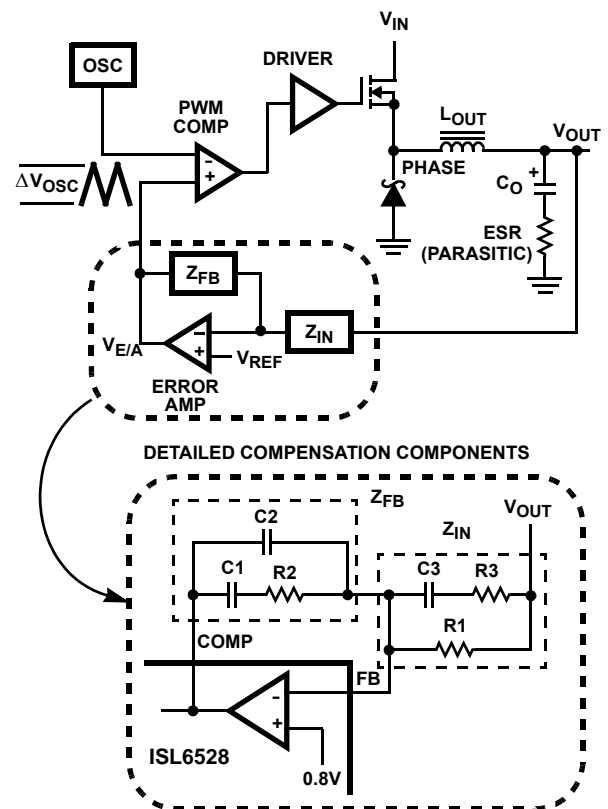 V_IN
OSC
DRIVER
PWM
COMP
L_OUT
V_OUT
-
+
ΔV_OSC
PHASE
C_O
+
ESR
(PARASITIC)
Z_FB
-
+
Z_IN
V_E/A
V_REF
ERROR
AMP
DETAILED COMPENSATION COMPONENTS
Z_FB
V_OUT
C2
Z_IN
C1
R2
C3
R3
R1
COMP
FB
-
+
ISL6528
0.8V